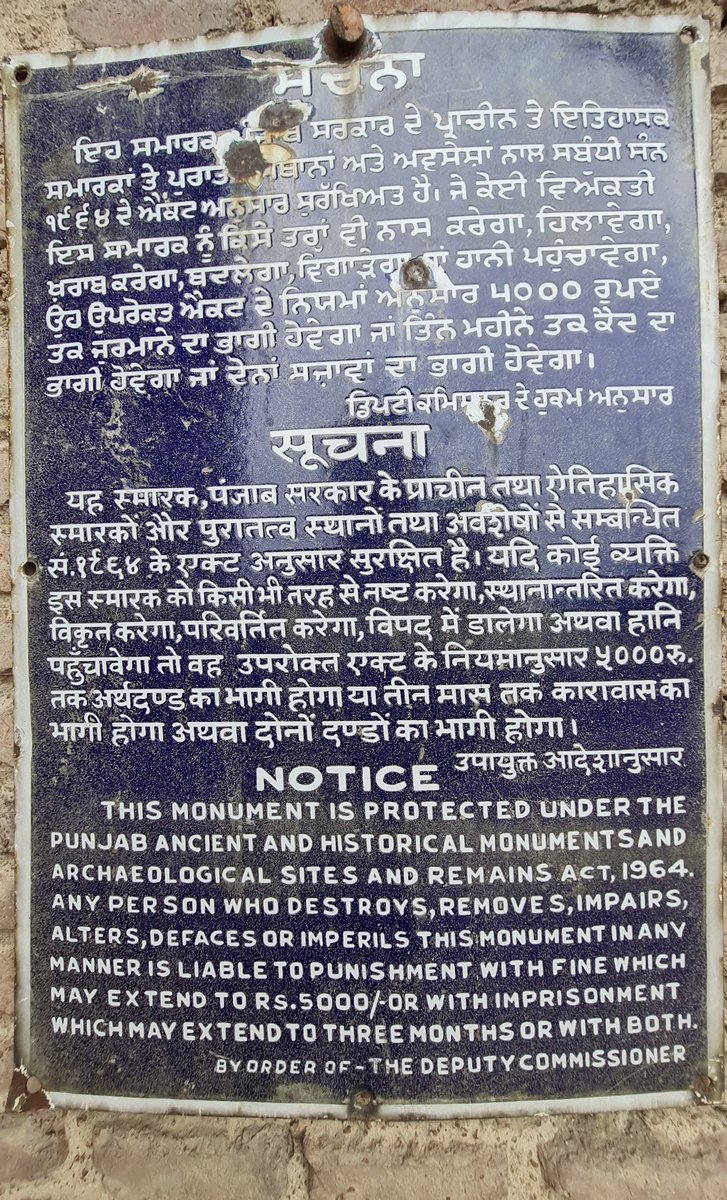 ਸੂਚਨਾ
ਇਹ ਸਮਾਰਕ ਸਰਕਾਰ ਦੇ ਪ੍ਰਾਚੀਨ ਤੇ ਇਤਿਹਾਸਕ
ਸਮਾਰਕਾਂ ਤੇ ਅਤੇ ਅਵਸੇਸ਼ਾਂ ਨਾਲ ਸਬੰਧੀ ਸੰਨ
੧੯੬੪ ਦੇ ਐਕਟ ਅਨੁਸਾਰ ਸੁਰੱਖਿਅਤ ਹੈ। ਜੇ ਕੋਈ ਵਿਅੱਕਤੀ
ਇਸ ਸਮਾਰਕ ਨੂੰ ਕਿਸੇ ਤਰ੍ਹਾਂ ਵੀ ਨਾਸ ਕਰੇਗਾ, ਹਿਲਾਵੇਗਾ,
ਖ਼ਰਾਬ ਕਰੇਗਾ, ਬਦਲੇਗਾ, ਵਿਗਾੜੇਗਾ ਜਾਂ ਹਾਨੀ ਪਹੁੰਚਾਵੇਗਾ,
ਉਹ ਉਪਰੋਕਤ ਐਕਟ ਦੇ ਨਿਯਮਾਂ ਅਨੁਸਾਰ ੫੦੦੦ ਰੁਪਏ
ਤਕ ਜੁਰਮਾਨੇ ਦਾ ਭਾਗੀ ਹੋਵੇਗਾ ਜਾਂ ਤਿੰਨ ਮਹੀਨੇ ਤਕ ਕੈਦ ਦਾ
ਭਾਗੀ ਹੋਵੇਗਾ ਜਾਂ ਦੋਨਾਂ ਸਜ਼ਾਵਾਂ ਦਾ ਭਾਗੀ ਹੋਵੇਗਾ।
ਡਿਪਟੀ ਕਮਿਸ਼ਨਰ ਦੇ ਹੁਕਮ ਅਨੁਸਾਰ
सूचना
यह स्मारक, पंजाब सरकार के प्राचीन तथा ऐतिहासिक
स्मारकों और पुरातत्व स्थानों तथा अवशेषों से सम्बन्धित
सं.१९६४ के एक्ट अनुसार सुरक्षित है। यदि कोई व्यक्ति
इस स्मारक को किसी भी तरह से नष्ट करेगा, स्थानान्तरित करेगा,
विकृत करेगा, परिवर्तित करेगा, विपद में डालेगा अथवा हानि
पहुँचावेगा तो वह उपरोक्त एक्ट के नियमानुसार ५००० रु.
तक अर्थदण्ड का भागी होगा या तीन मास तक कारावास का
भागी होगा अथवा दोनों दण्डों का भागी होगा।
उपायुक्त आदेशानुसार
NOTICE
THIS MONUMENT IS PROTECTED UNDER THE
PUNJAB ANCIENT AND HISTORICAL MONUMENTS AND
ARCHAEOLOGICAL SITES AND REMAINS ACT, 1964.
ANY PERSON WHO DESTROYS, REMOVES, IMPAIRS,
ALTERS, DEFACES OR IMPERILS THIS MONUMENT IN ANY
MANNER IS LIABLE TO PUNISHMENT WITH FINE WHICH
MAY EXTEND TO RS.5000/- OR WITH IMPRISONMENT
WHICH MAY EXTEND TO THREE MONTHS OR WITH BOTH.
BY ORDER OF - THE DEPUTY COMMISSIONER